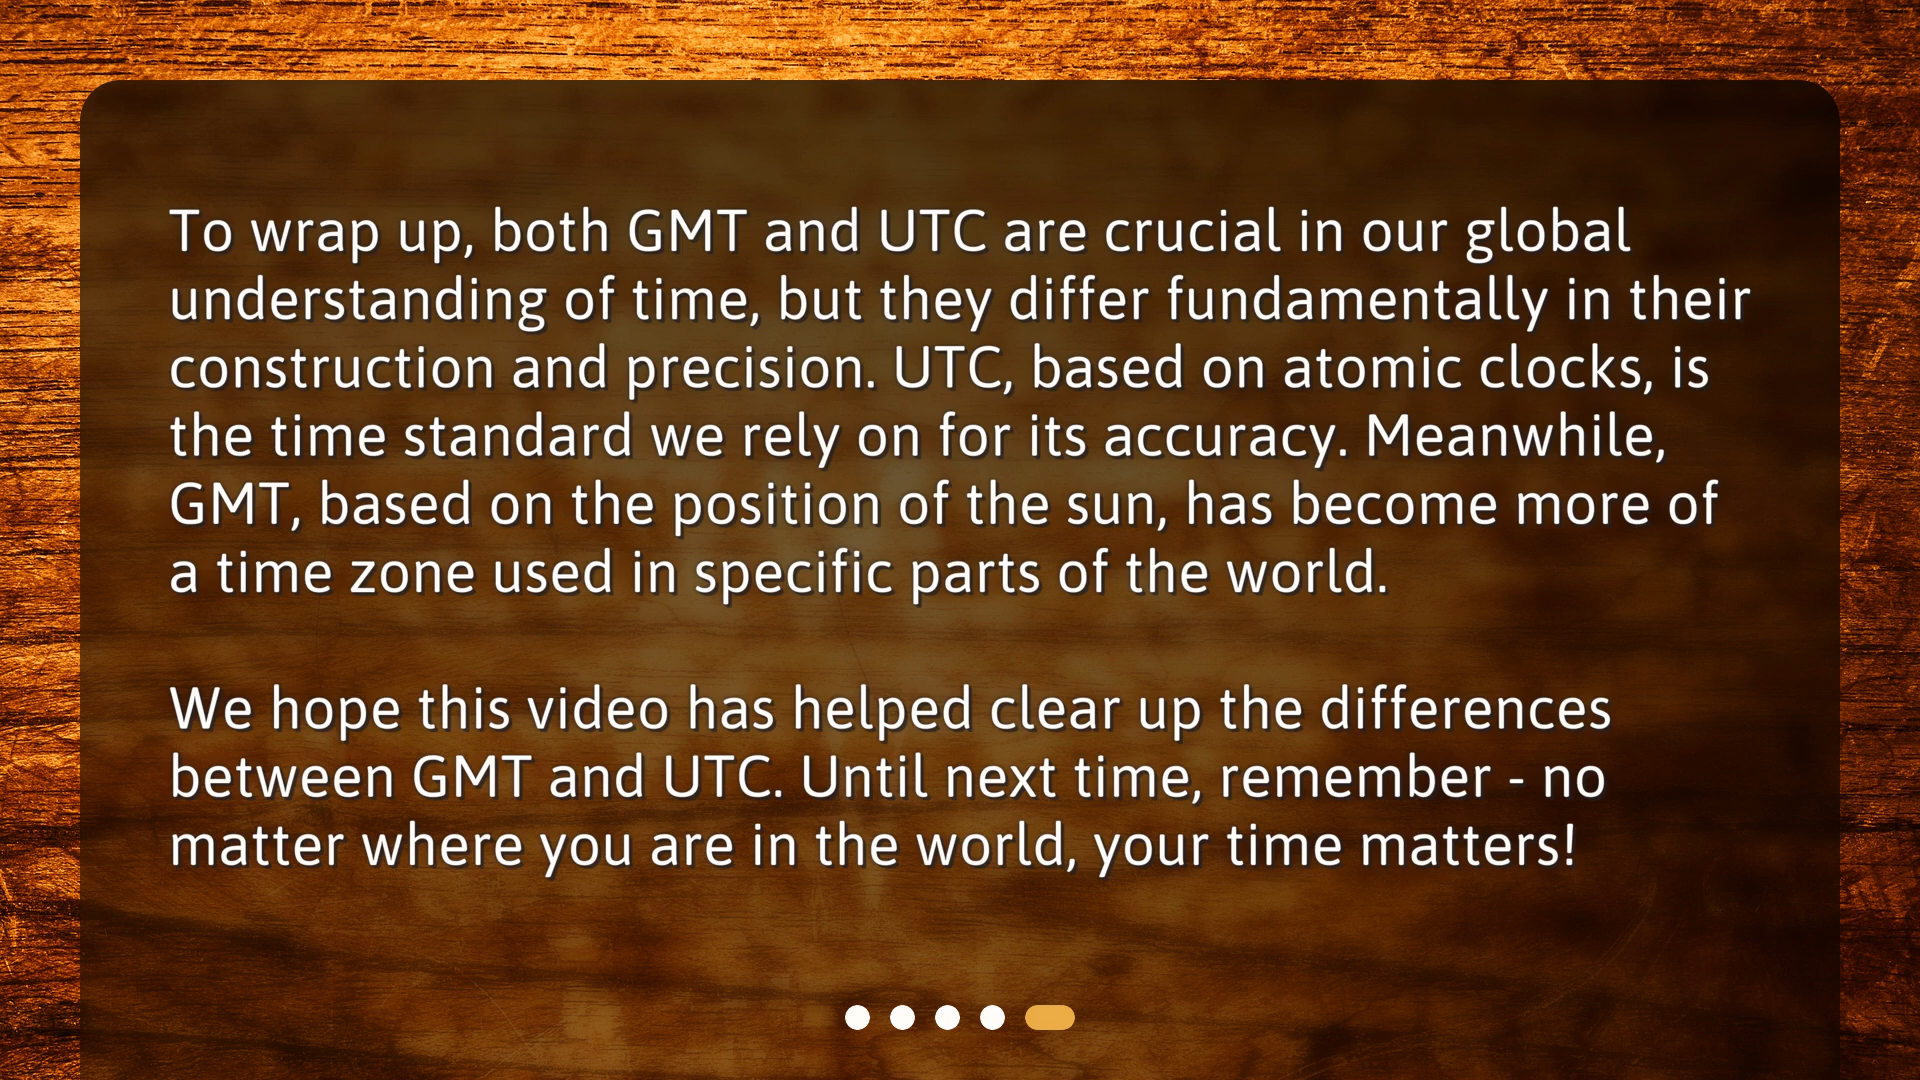 To wrap up, both GMT and UTC are crucial in our global
understanding of time, but they differ fundamentally in their
construction and precision. UTC, based on atomic clocks, is
the time standard we rely on for its accuracy. Meanwhile,
GMT, based on the position of the sun, has become more of
a time zone used in specific parts of the world.
We hope this video has helped clear up the differences
between GMT and UTC. Until next time, remember - no
matter where you are in the world, your time matters!